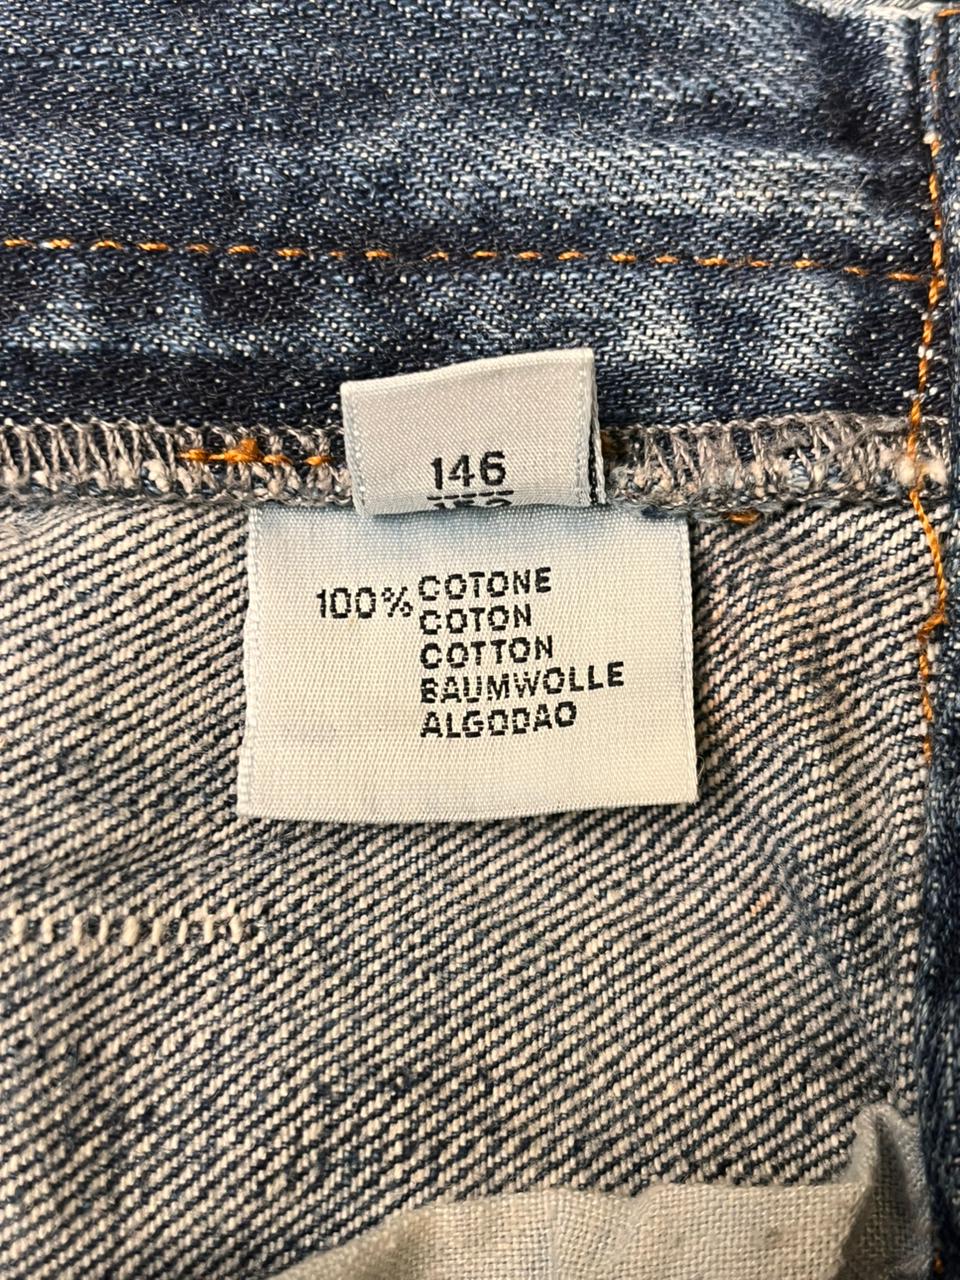 146
100% COTONE
COTON
COTTON
BAUMWOLLE
ALGODAO